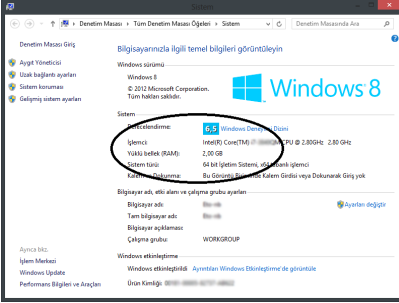 Sistem
Denetim Masası › Tüm Denetim Masası Öğeleri › Sistem
Denetim Masasında Ara
Denetim Masası Giriş
Aygıt Yöneticisi
Uzak bağlantı ayarları
Sistem koruması
Gelişmiş sistem ayarları
Bilgisayarınızla ilgili temel bilgileri görüntüleyin
Windows sürümü
Windows 8
© 2012 Microsoft Corporation.
Tüm hakları saklıdır.
Windows 8
Sistem
Derecelendirme: 6,5 Windows Deneyim Dizini
İşlemci: Intel(R) Core(TM) CPU @ 2.80GHz 2.80 GHz
Yüklü bellek (RAM): 2,00 GB
Sistem türü: 64 bit İşletim Sistemi, x64 tabanlı işlemci
Kalem ve Dokunma: Bu Görüntü Biriminde Kalem Girdisi veya Dokunarak Giriş yok
Bilgisayar adı, etki alanı ve çalışma grubu ayarları
Bilgisayar adı:
Ayarları değiştir
Tam bilgisayar adı:
Bilgisayar açıklaması:
Çalışma grubu: WORKGROUP
Windows etkinleştirme
Windows etkinleştirildi Ayrıntıları Windows Etkinleştirme'de görüntüle
Ürün Kimliği:
Ayrıca bkz.
İşlem Merkezi
Windows Update
Performans Bilgileri ve Araçları